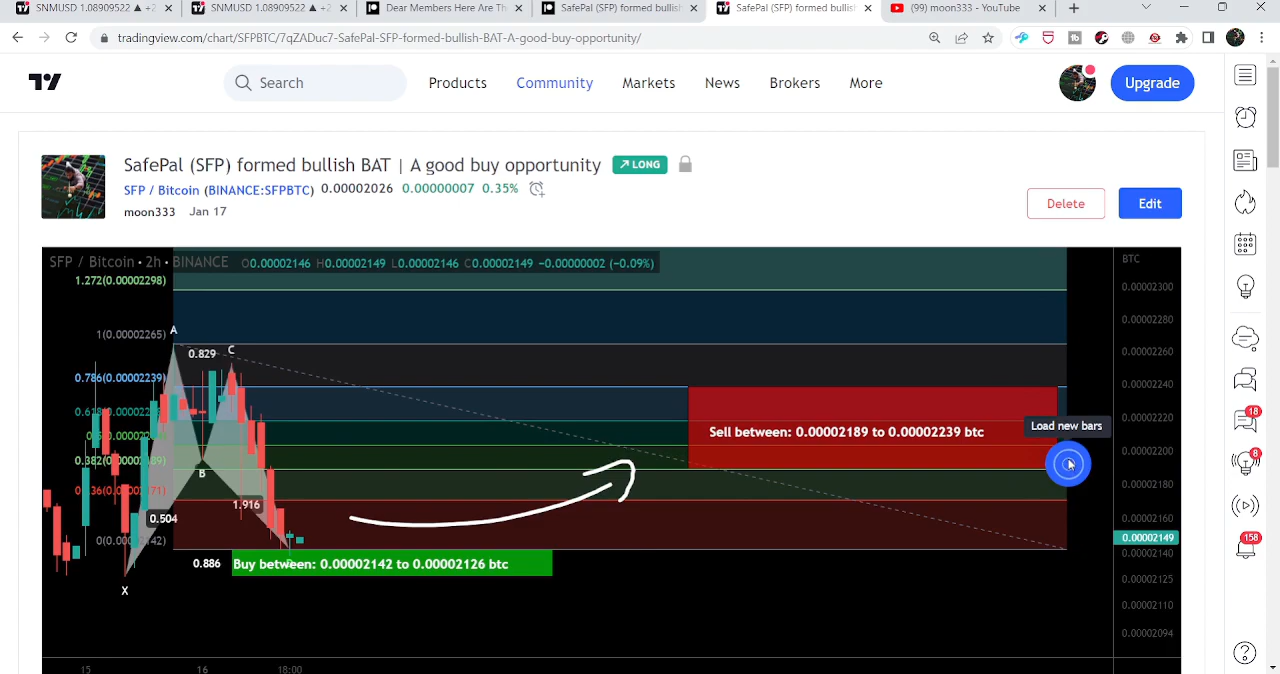 SNMUSD 1.08909522 ▲ +2
SNMUSD 1.08909522 ▲ +2
Dear Members Here Are Th
SafePal (SFP) formed bullish
SafePal (SFP) formed bullish
(99) moon333 - YouTube
tradingview.com/chart/SFPBTC/7qZADuc7-SafePal-SFP-formed-bullish-BAT-A-good-buy-opportunity/
Search
Products
Community
Markets
News
Brokers
More
Upgrade
SafePal (SFP) formed bullish BAT | A good buy opportunity
LONG
SFP / Bitcoin (BINANCE:SFPBTC) 0.00002026 0.00000007 0.35%
moon333 Jan 17
Delete
Edit
SFP / Bitcoin • 2h • BINANCE O0.00002146 H0.00002149 L0.00002146 C0.00002149 −0.00000002 (−0.09%)
BTC
1.272(0.00002298)
0.00002300
0.00002280
1(0.00002265)
A
0.829
C
0.00002260
0.786(0.00002239)
0.00002240
0.00002220
Load new bars
Sell between: 0.00002189 to 0.00002239 btc
0.00002200
B
0.00002180
1.916
0.504
0.00002160
0.00002149
0.00002140
0.886
Buy between: 0.00002142 to 0.00002126 btc
0.00002125
X
0.00002110
0.00002094
15
16
18:00
18
8
158